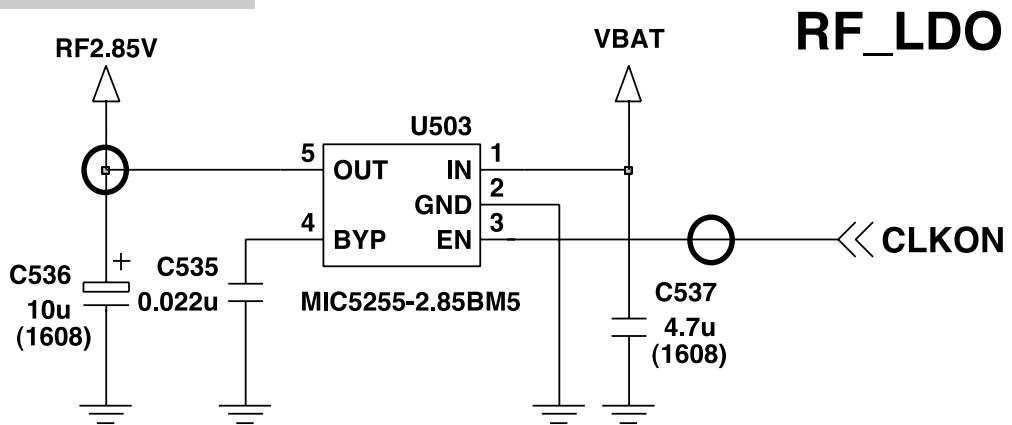 RF_LDO
RF2.85V
VBAT
U503
5
OUT
IN
1
GND
2
4
BYP
EN
3
CLKON
C536
+
10u
(1608)
C535
0.022u
MIC5255-2.85BM5
C537
4.7u
(1608)